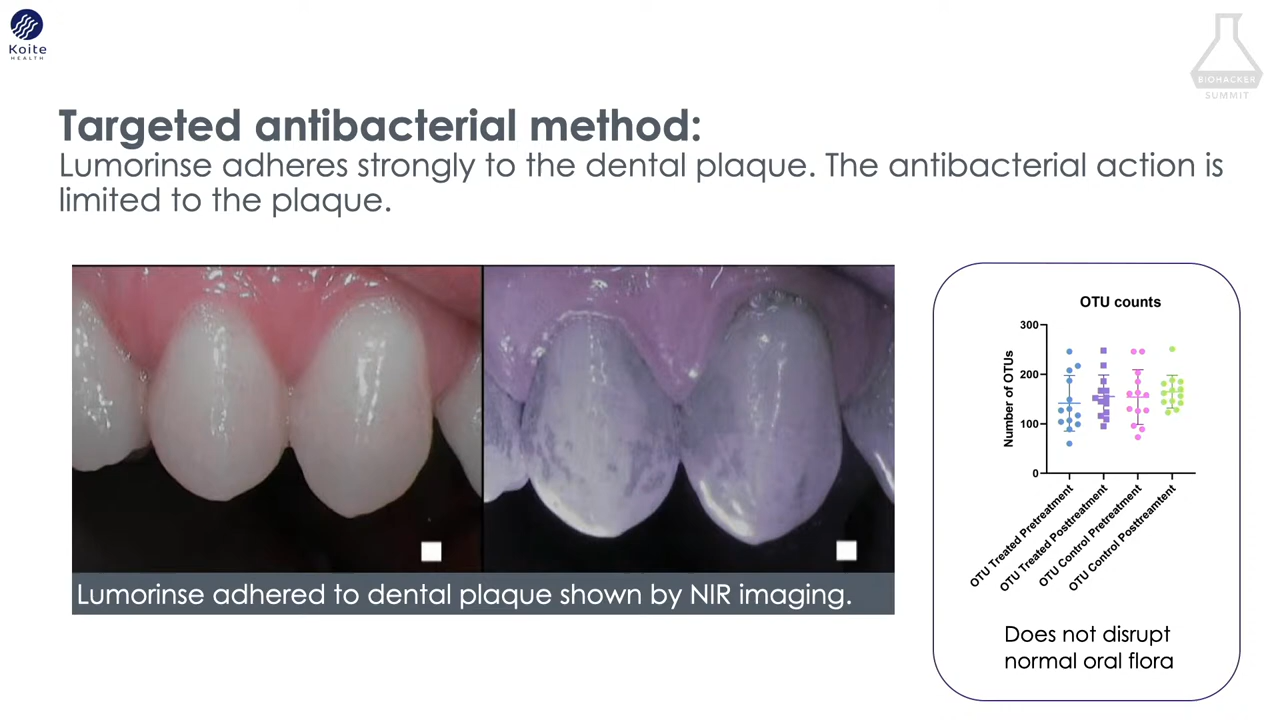 Koite
HEALTH
BIOHACKER
SUMMIT
Targeted antibacterial method:
Lumorinse adheres strongly to the dental plaque. The antibacterial action is
limited to the plaque.
Lumorinse adhered to dental plaque shown by NIR imaging.
OTU counts
Number of OTUs
300
200
100
0
OTU Treated Pretreatment
OTU Treated Posttreatment
OTU Control Pretreatment
OTU Control Posttreamtent
Does not disrupt
normal oral flora